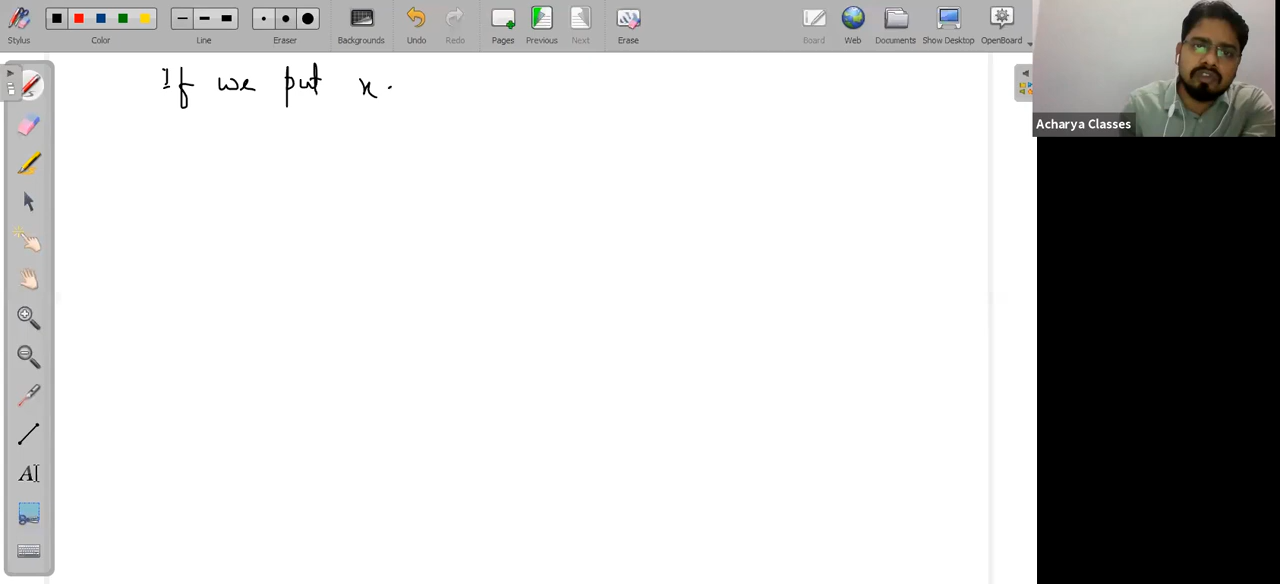 Stylus
Color
Line
Eraser
Backgrounds
Undo
Redo
Pages
Previous
Next
Erase
Board
Web
Documents
Show Desktop
OpenBoard
If we put x.
Acharya Classes